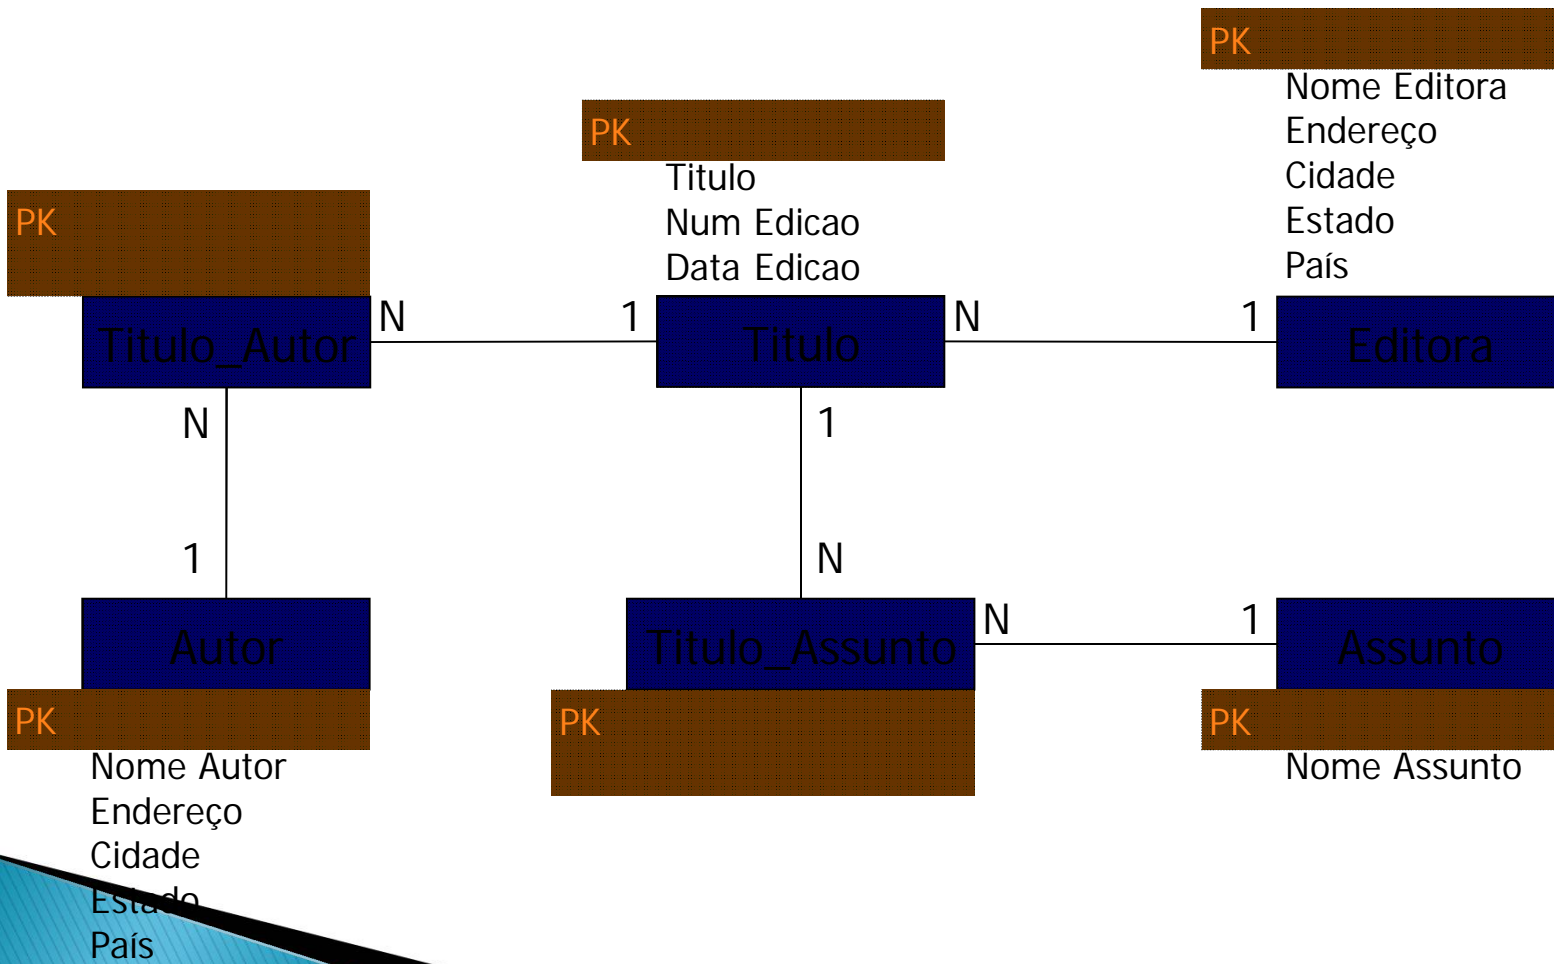 PK
Nome Editora
Endereço
Cidade
Estado
País
PK
Titulo
Num Edicao
Data Edicao
PK
Titulo_Autor
N
1
Titulo
N
1
Editora
N
1
1
N
Autor
Titulo_Assunto
N
1
Assunto
PK
Nome Autor
Endereço
Cidade
Estado
País
PK
PK
Nome Assunto